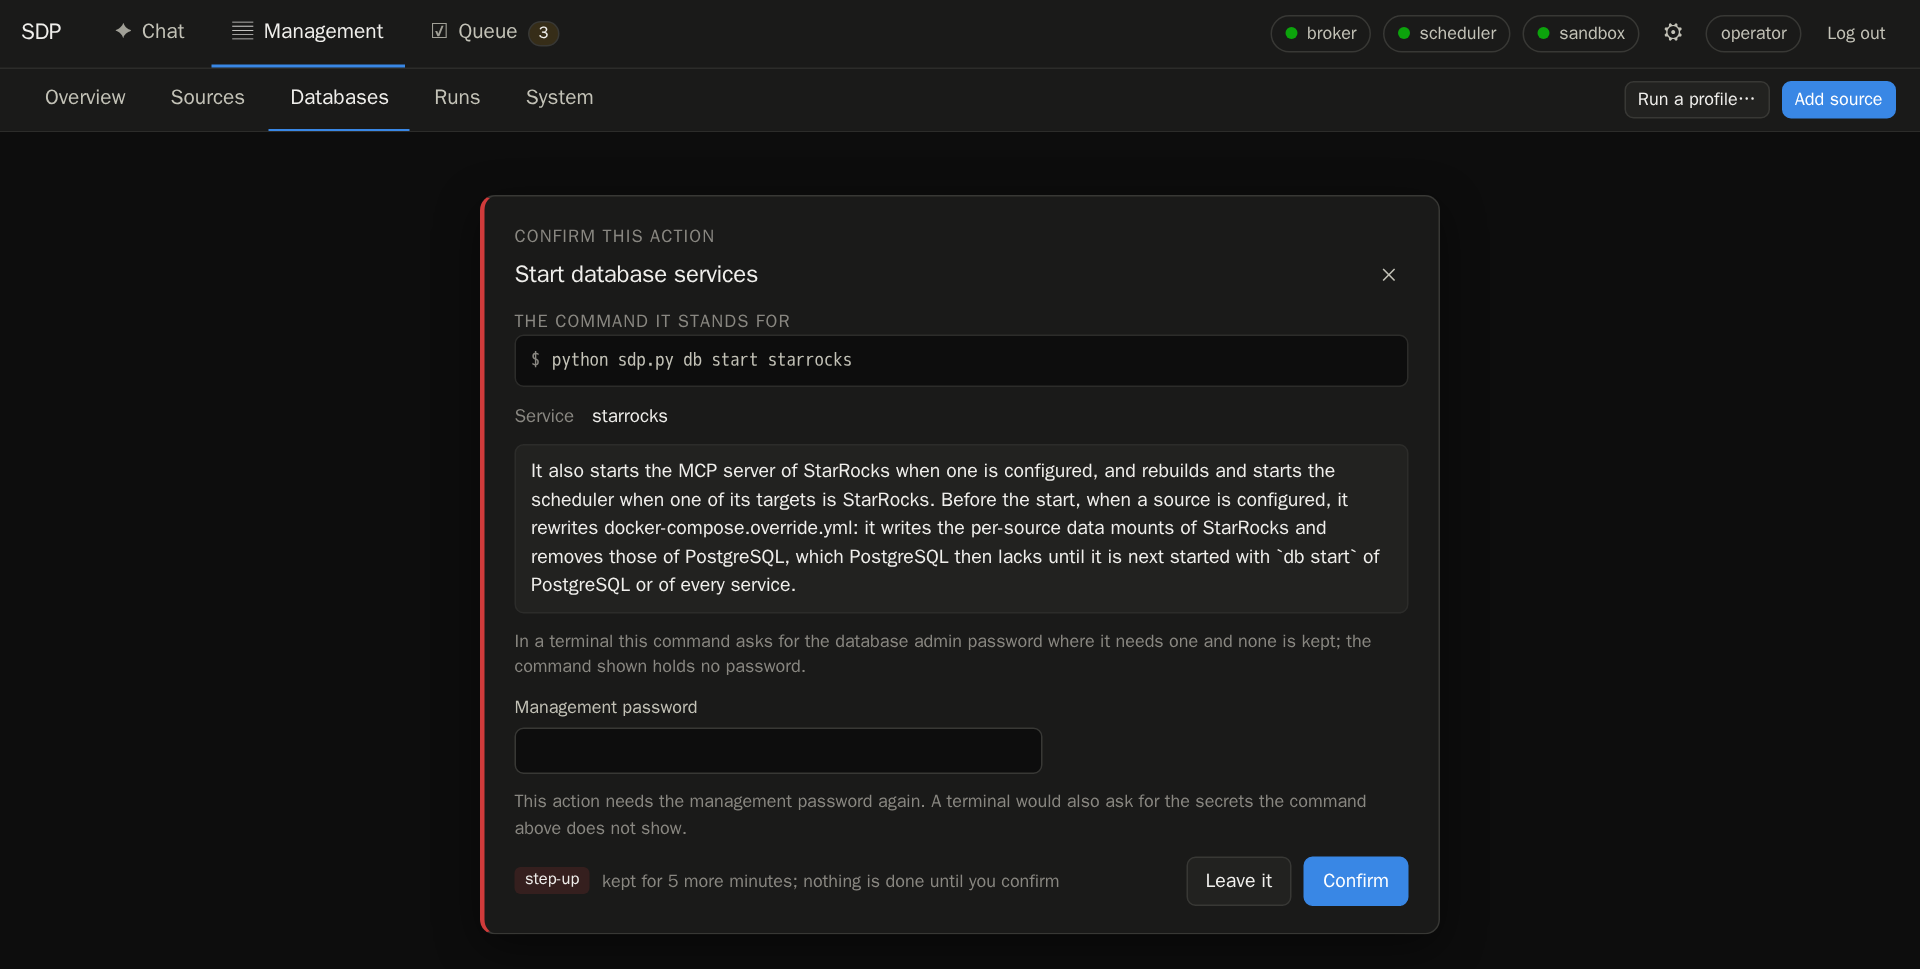 SDP
Chat
Management
Queue 3
broker
scheduler
sandbox
operator
Log out
Overview
Sources
Databases
Runs
System
Run a profile···
Add source
CONFIRM THIS ACTION
Start database services
THE COMMAND IT STANDS FOR
$ python sdp.py db start starrocks
Service starrocks
It also starts the MCP server of StarRocks when one is configured, and rebuilds and starts the
scheduler when one of its targets is StarRocks. Before the start, when a source is configured, it
rewrites docker-compose.override.yml: it writes the per-source data mounts of StarRocks and
removes those of PostgreSQL, which PostgreSQL then lacks until it is next started with `db start` of
PostgreSQL or of every service.
In a terminal this command asks for the database admin password where it needs one and none is kept; the
command shown holds no password.
Management password
This action needs the management password again. A terminal would also ask for the secrets the command
above does not show.
step-up kept for 5 more minutes; nothing is done until you confirm
Leave it
Confirm